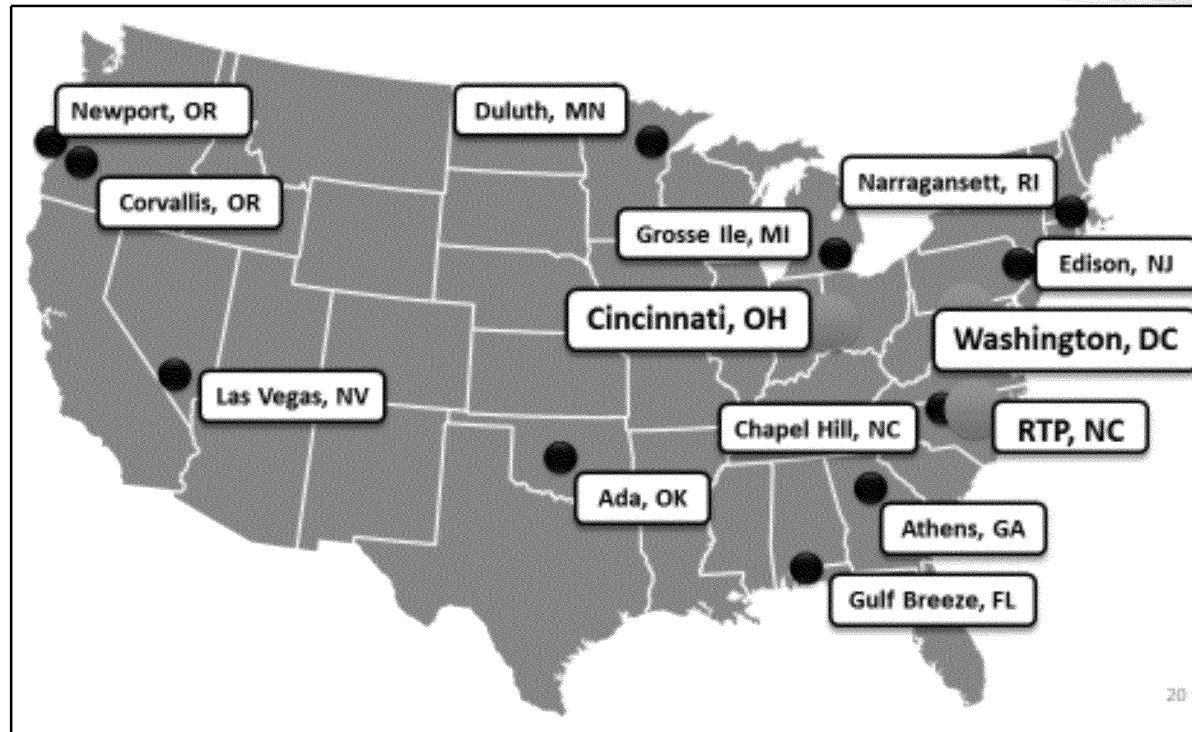 Newport, OR
Duluth, MN
Narragansett, RI
Corvallis, OR
Grosse Ile, MI
Edison, NJ
Cincinnati, OH
Washington, DC
Las Vegas, NV
Chapel Hill, NC
RTP, NC
Ada, OK
Athens, GA
Gulf Breeze, FL
20